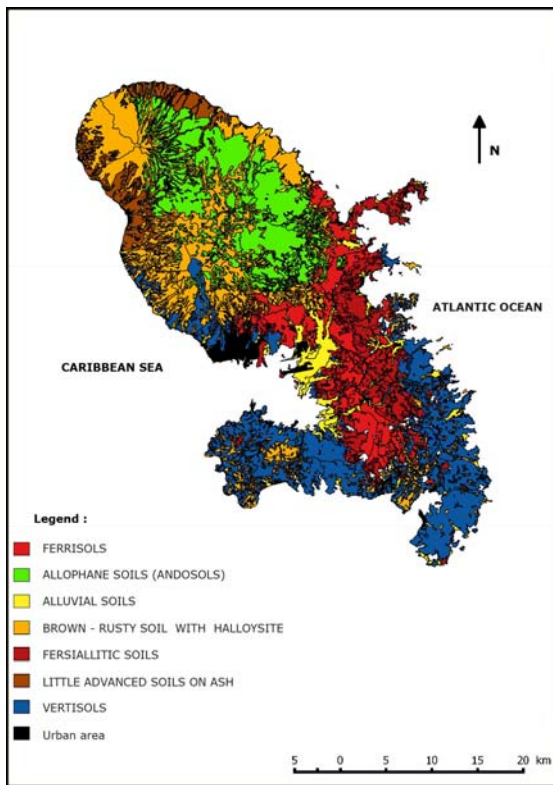 N
ATLANTIC OCEAN
CARIBBEAN SEA
Legend :
FERRISOLS
ALLOPHANE SOILS (ANDOSOLS)
ALLUVIAL SOILS
BROWN - RUSTY SOIL WITH HALLOYSITE
FERSIALLITIC SOILS
LITTLE ADVANCED SOILS ON ASH
VERTISOLS
Urban area
5 0 5 10 15 20 km